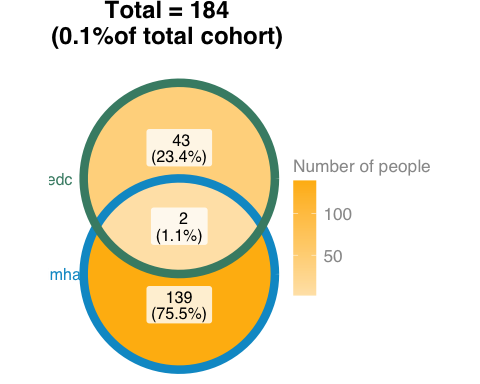 Total = 184
(0.1%of total cohort)
43
(23.4%)
edc
Number of people
100
2
(1.1%)
50
mha
139
(75.5%)